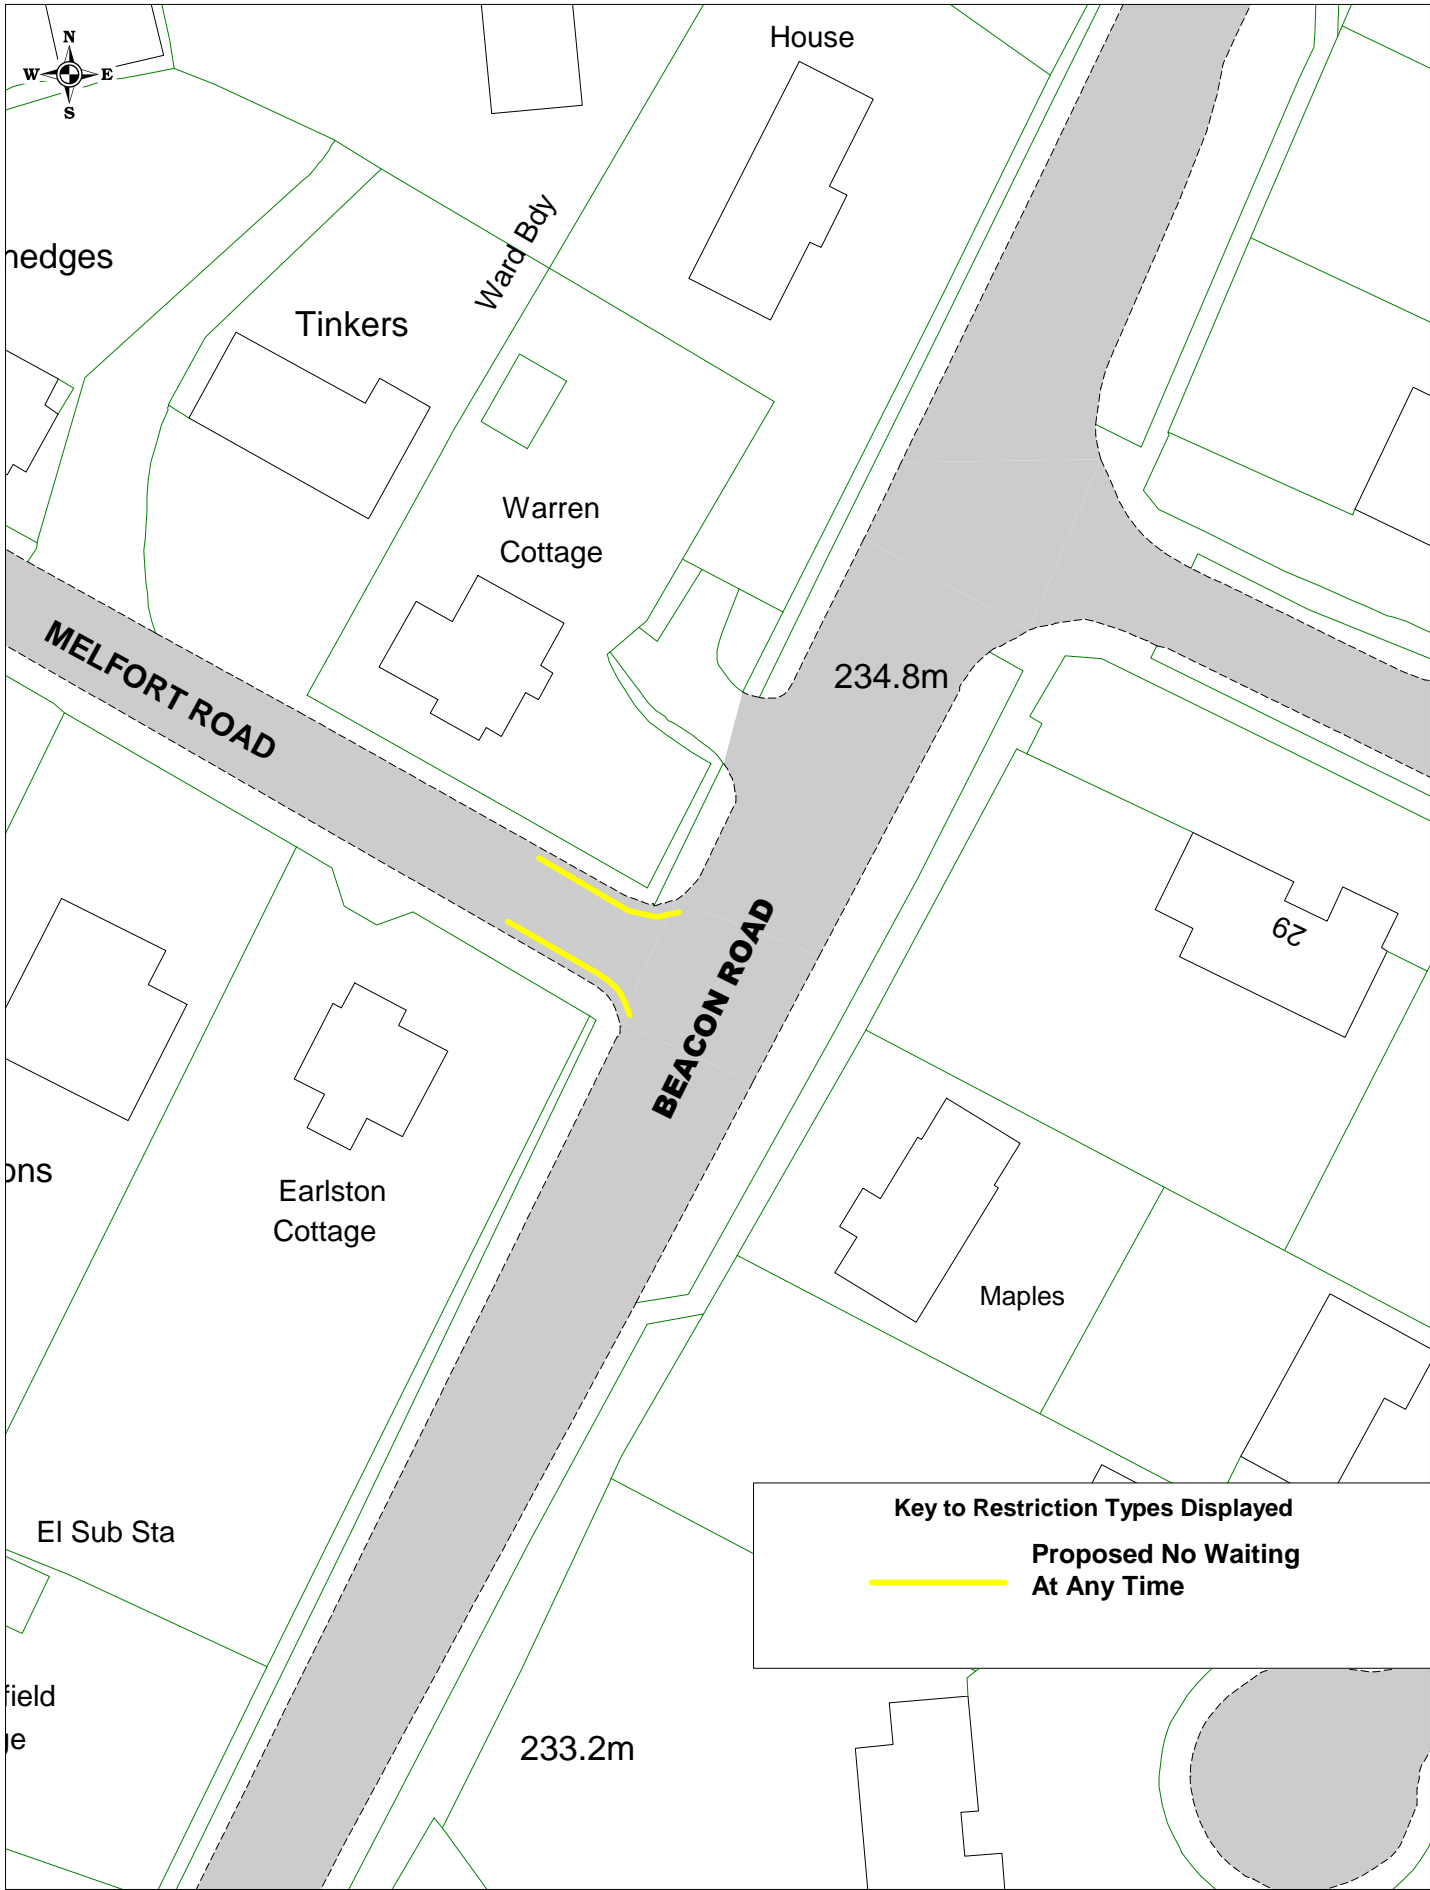 House
N
W E
S
Ward Bdy
hedges
Tinkers
Warren
Cottage
MELFORT ROAD
234.8m
BEACON ROAD
29
ons
Earlston
Cottage
Maples
Key to Restriction Types Displayed
Proposed No Waiting
At Any Time
El Sub Sta
field
ge
233.2m